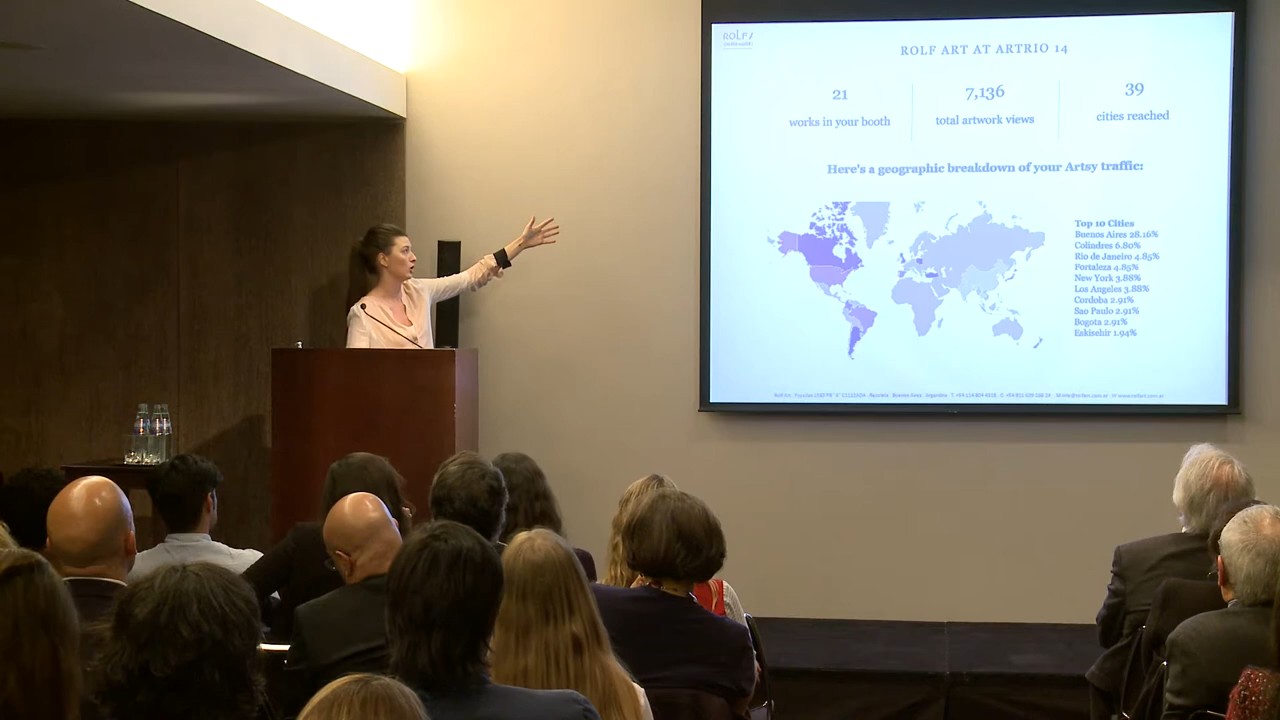 ROLF /
ROLF ART AT ARTRIO 14
21
works in your booth
7,136
total artwork views
39
cities reached
Here's a geographic breakdown of your Artsy traffic:
Top 10 Cities
Buenos Aires 28.16%
Colindres 6.80%
Rio de Janeiro 4.85%
Fortaleza 4.85%
New York 3.88%
Los Angeles 3.88%
Cordoba 2.91%
Sao Paulo 2.91%
Bogota 2.91%
Eskisehir 1.94%